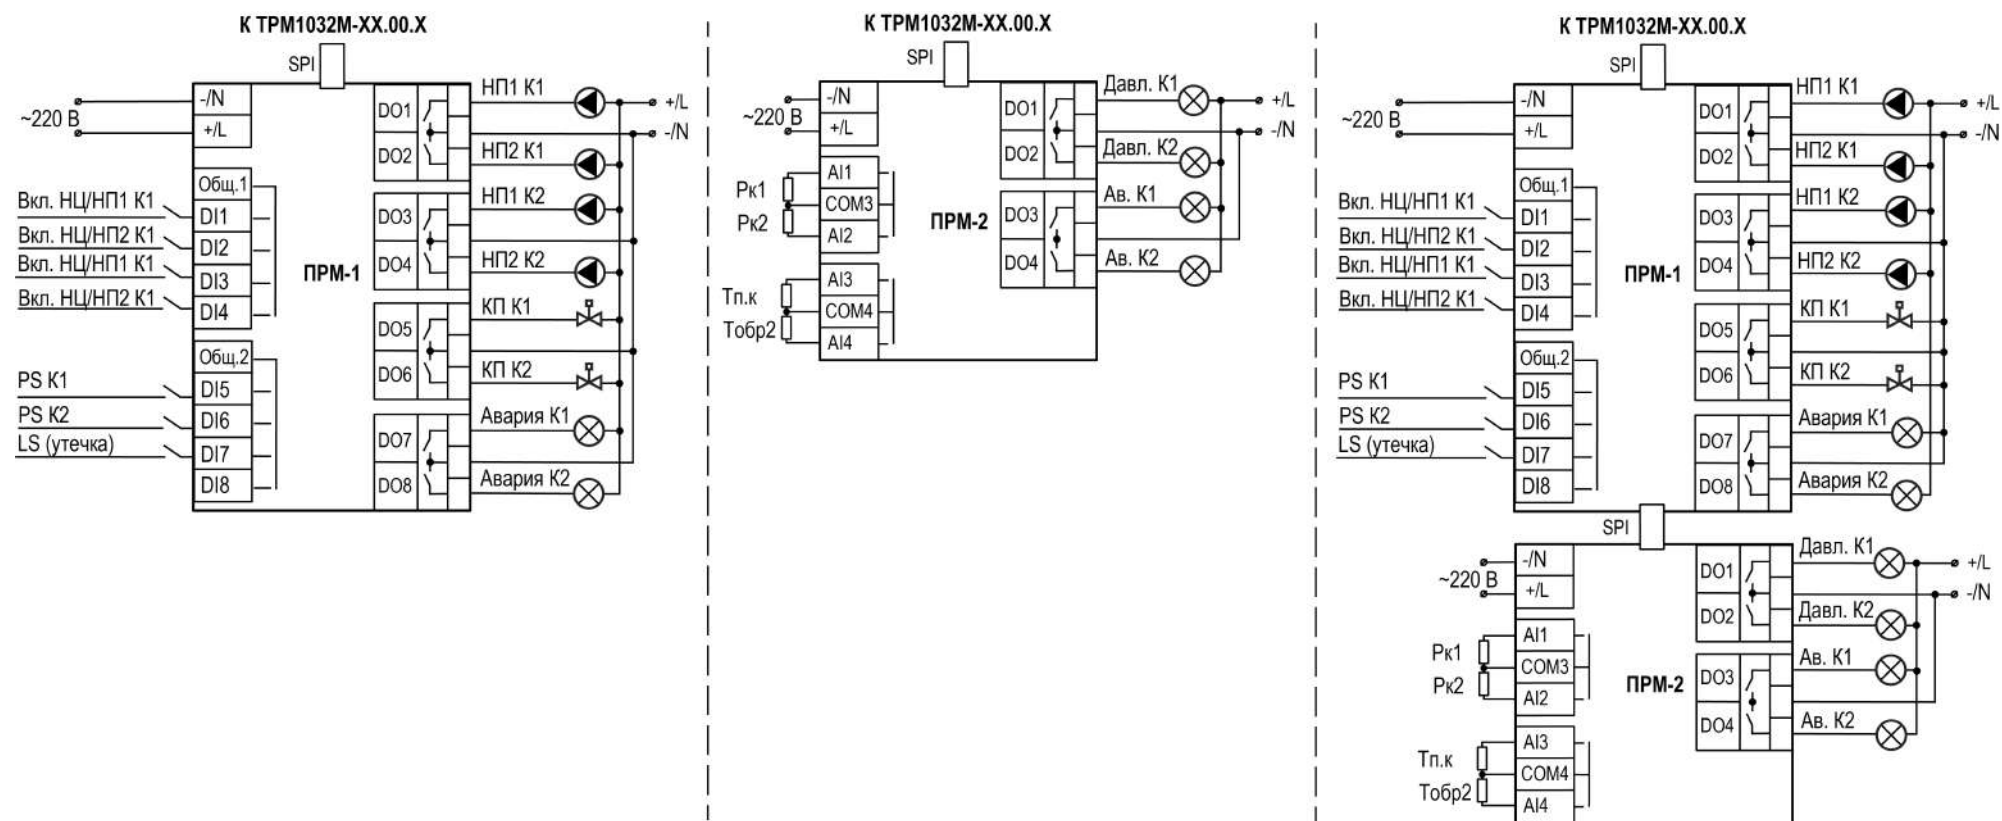 К ТРМ1032М-ХХ.00.Х
SPI
~220 В
-/N
+/L
Общ.1
Вкл. НЦ/НП1 К1
DI1
Вкл. НЦ/НП2 К1
DI2
Вкл. НЦ/НП1 К1
DI3
Вкл. НЦ/НП2 К1
DI4
Общ.2
PS К1
DI5
PS К2
DI6
LS (утечка)
DI7
DI8
ПРМ-1
DO1
НП1 К1
+/L
-/N
DO2
НП2 К1
DO3
НП1 К2
DO4
НП2 К2
DO5
КП К1
DO6
КП К2
DO7
Авария К1
DO8
Авария К2
К ТРМ1032М-ХХ.00.Х
SPI
~220 В
-/N
+/L
Рк1
AI1
COM3
Рк2
AI2
Тп.к
AI3
COM4
Тобр2
AI4
ПРМ-2
DO1
Давл. К1
+/L
-/N
DO2
Давл. К2
DO3
Ав. К1
DO4
Ав. К2
К ТРМ1032М-ХХ.00.Х
SPI
~220 В
-/N
+/L
Общ.1
Вкл. НЦ/НП1 К1
DI1
Вкл. НЦ/НП2 К1
DI2
Вкл. НЦ/НП1 К1
DI3
Вкл. НЦ/НП2 К1
DI4
Общ.2
PS К1
DI5
PS К2
DI6
LS (утечка)
DI7
DI8
ПРМ-1
DO1
НП1 К1
+/L
-/N
DO2
НП2 К1
DO3
НП1 К2
DO4
НП2 К2
DO5
КП К1
DO6
КП К2
DO7
Авария К1
DO8
Авария К2
SPI
~220 В
-/N
+/L
Рк1
AI1
COM3
Рк2
AI2
Тп.к
AI3
COM4
Тобр2
AI4
ПРМ-2
DO1
Давл. К1
+/L
-/N
DO2
Давл. К2
DO3
Ав. К1
DO4
Ав. К2